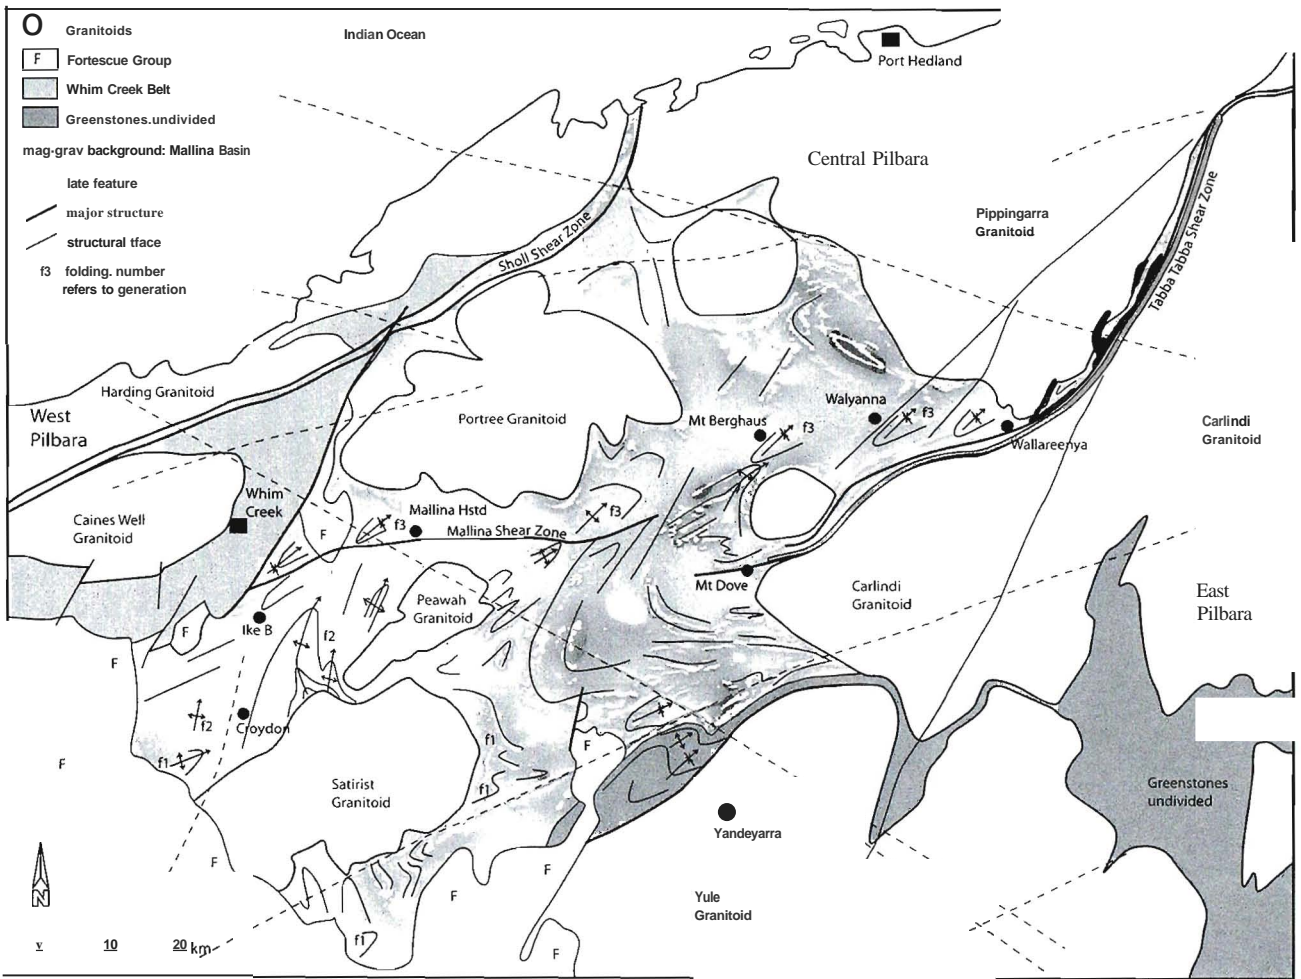 O Granitoids
F Fortescue Group
Whim Creek Belt
Greenstones.undivided
mag-grav background: Mallina Basin
late feature
major structure
structural tface
f3 folding. number
refers to generation
Indian Ocean
Port Hedland
Central Pilbara
Pippingarra
Granitoid
Tabba Tabba Shear Zone
Sholl Shear Zone
Harding Granitoid
West
Pilbara
Portree Granitoid
Mt Berghaus
f3
Walyanna
f3
Wallareenya
Carlindi
Granitoid
Whim
Creek
Caines Well
Granitoid
F
f3
Mallina Hstd
Mallina Shear Zone
f3
Mt Dove
Peawah
Granitoid
Carlindi
Granitoid
East
Pilbara
Ike B
F
F
f2
f2
Croydon
f1
F
f1
F
f1
Satirist
Granitoid
Greenstones
undivided
Yandeyarra
F
F
F
Yule
Granitoid
f1
F
N
v 10 20 km